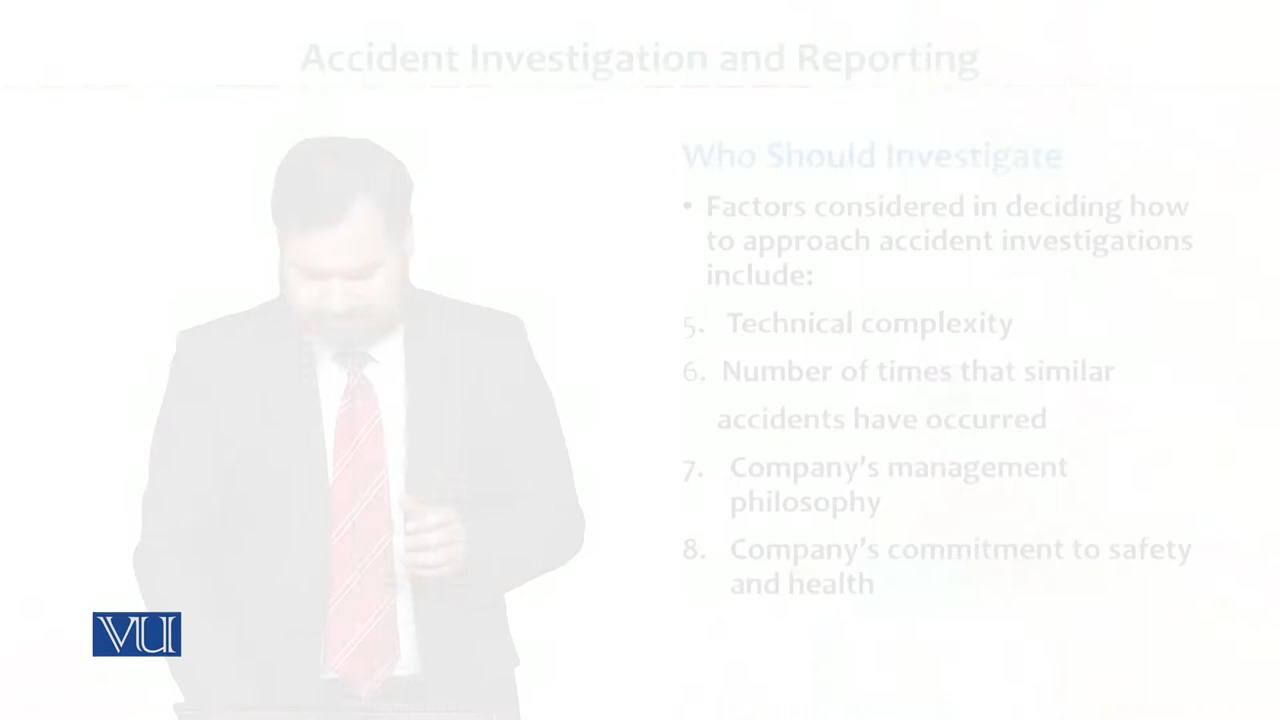 Accident Investigation and Reporting
Who Should Investigate
• Factors considered in deciding how
to approach accident investigations
include:
5. Technical complexity
6. Number of times that similar
accidents have occurred
7. Company's management
philosophy
8. Company's commitment to safety
and health
VU